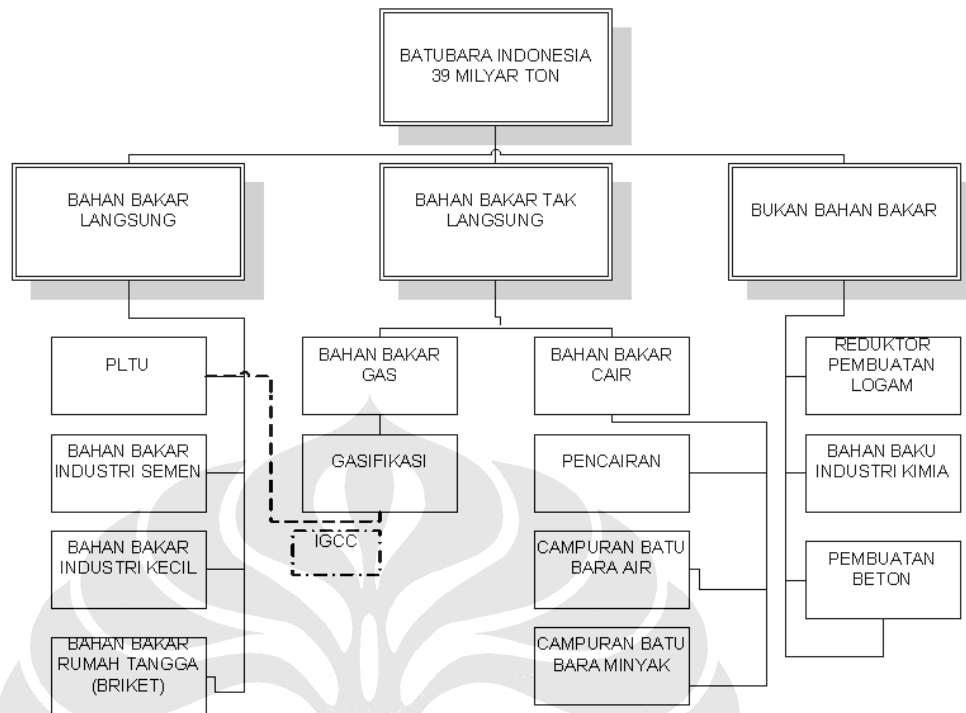 BATUBARA INDONESIA
39 MILYAR TON
BAHAN BAKAR
LANGSUNG
BAHAN BAKAR TAK
LANGSUNG
BUKAN BAHAN BAKAR
PLTU
BAHAN BAKAR
INDUSTRI SEMEN
BAHAN BAKAR
INDUSTRI KECIL
BAHAN BAKAR
RUMAH TANGGA
(BRIKET)
BAHAN BAKAR
GAS
GASIFIKASI
IGCC
BAHAN BAKAR
CAIR
PENCAIRAN
CAMPURAN BATU
BARA AIR
CAMPURAN BATU
BARA MINYAK
REDUKTOR
PEMBUATAN
LOGAM
BAHAN BAKU
INDUSTRI KIMIA
PEMBUATAN
BETON